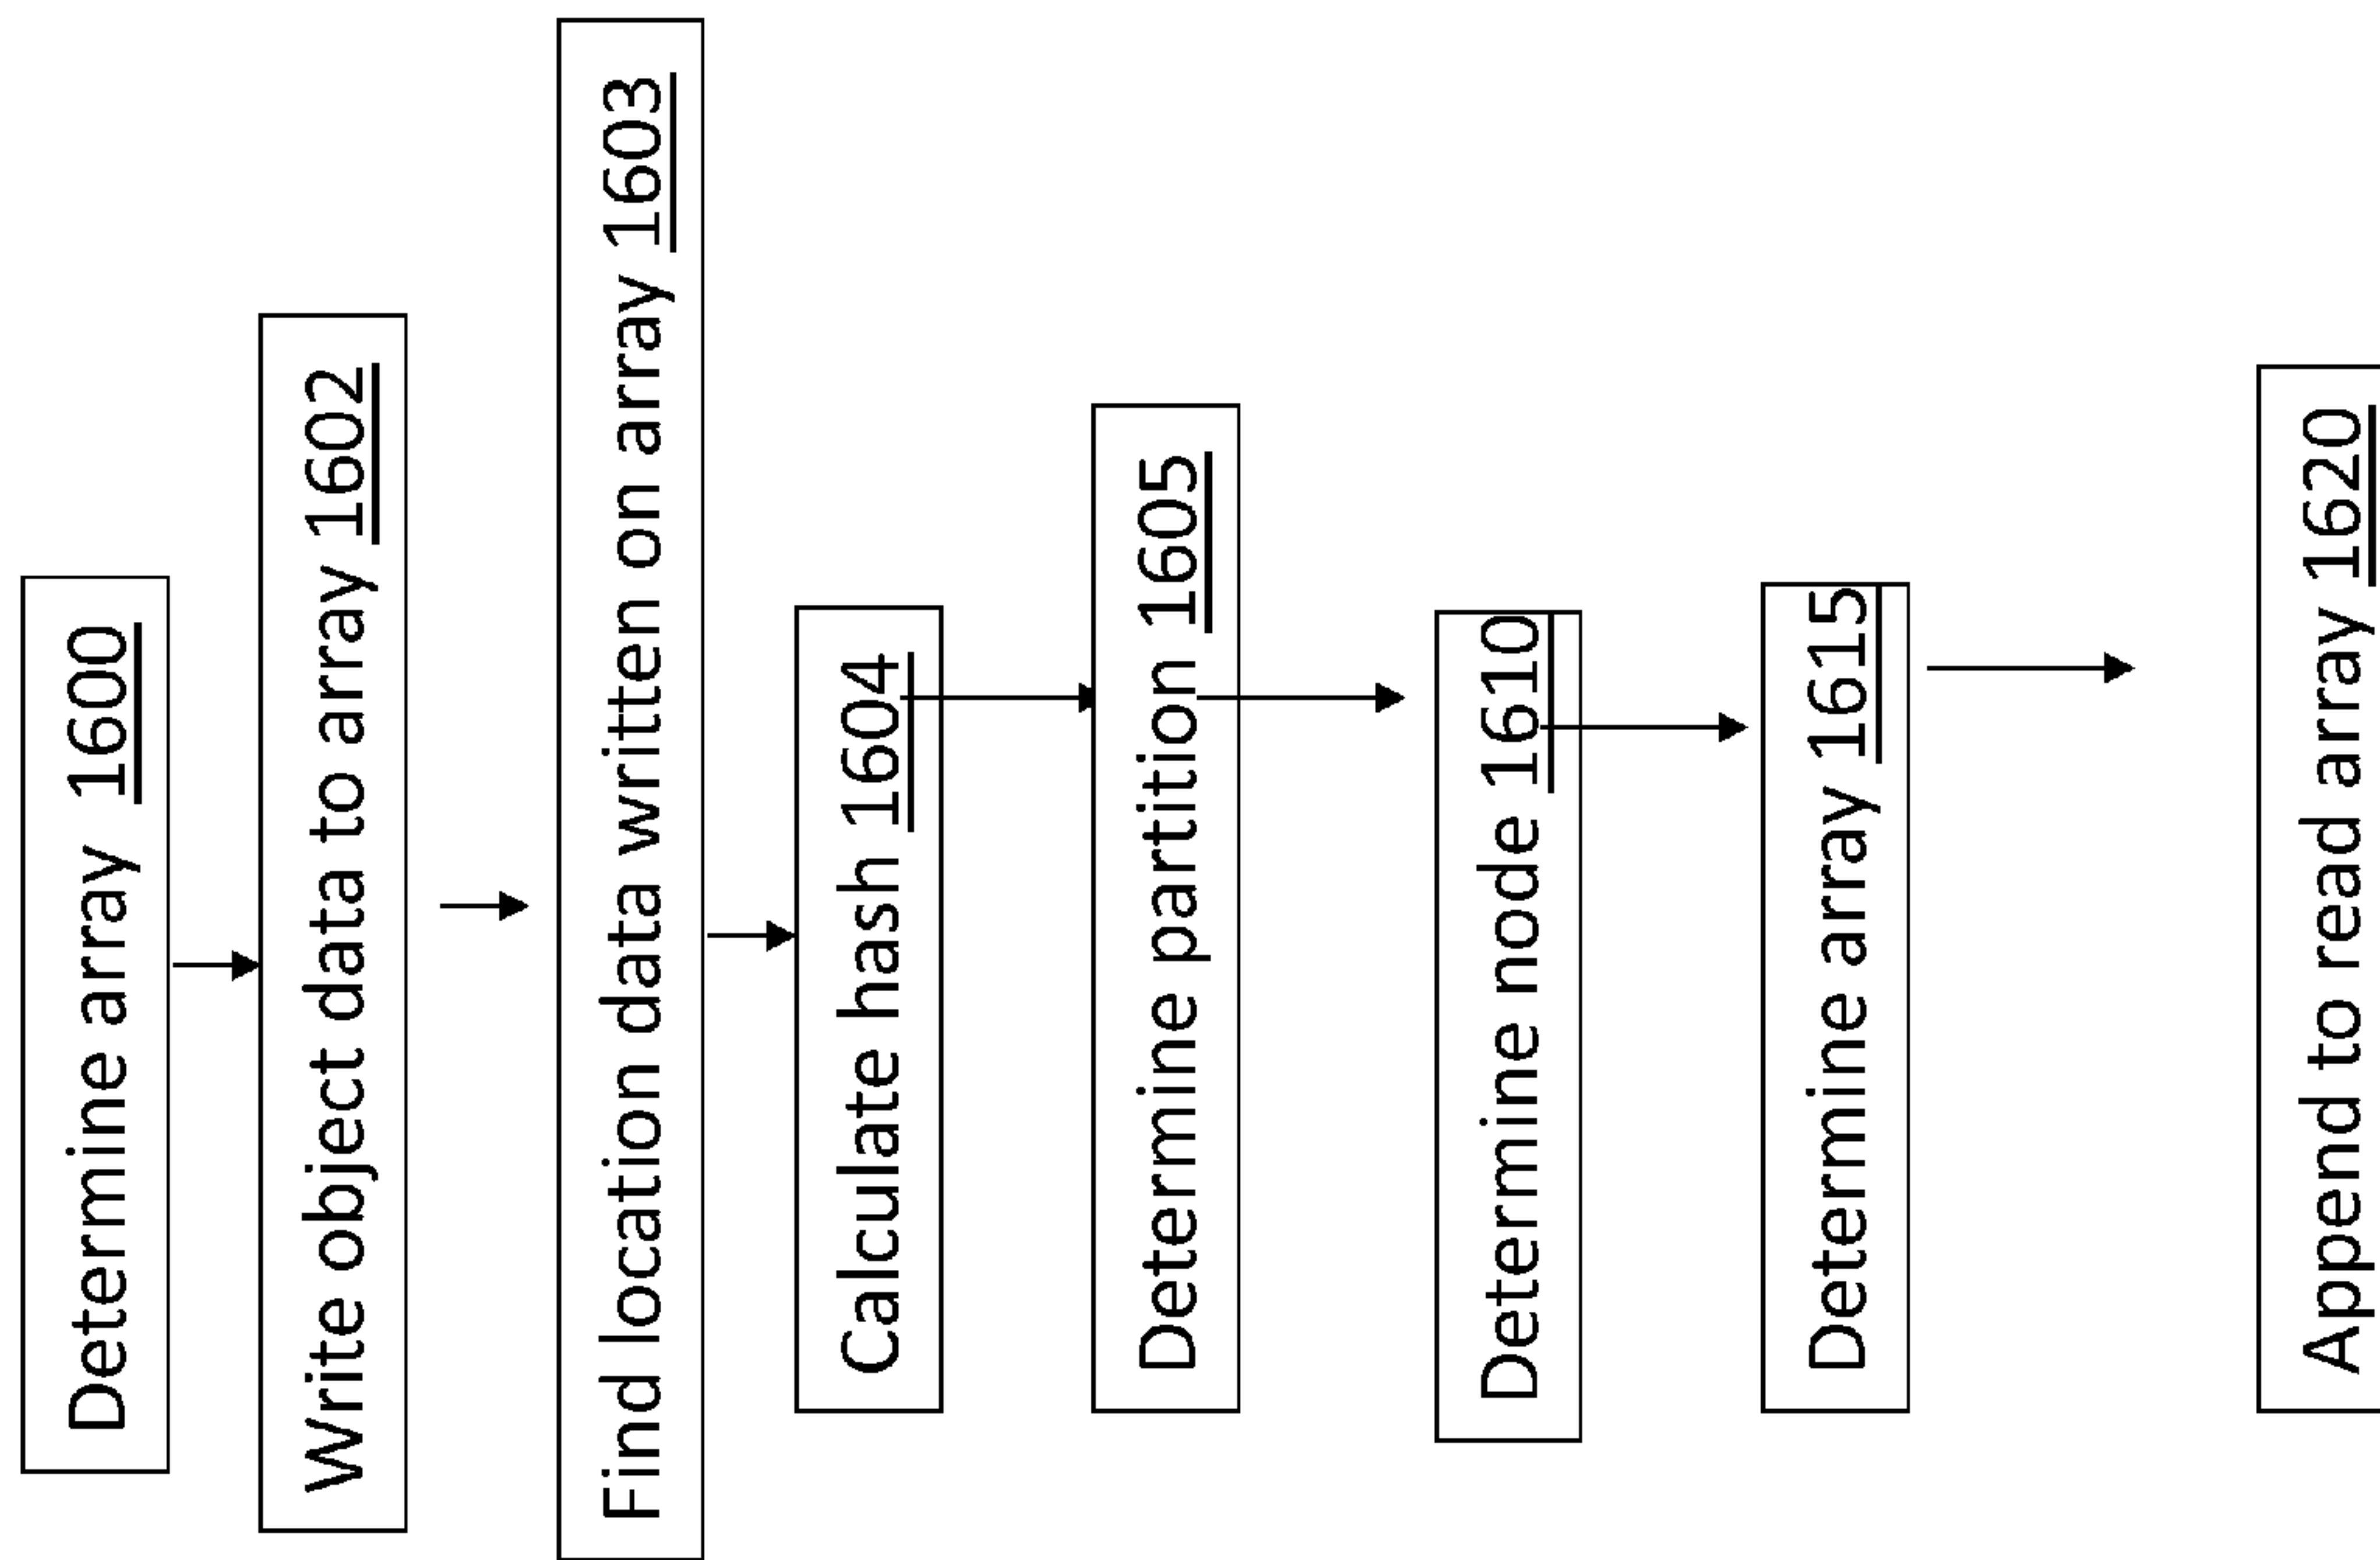 Determine array 1600
Write object data to array 1602
Find location data written on array 1603
Calculate hash 1604
Determine partition 1605
Determine node 1610
Determine array 1615
Append to read array 1620